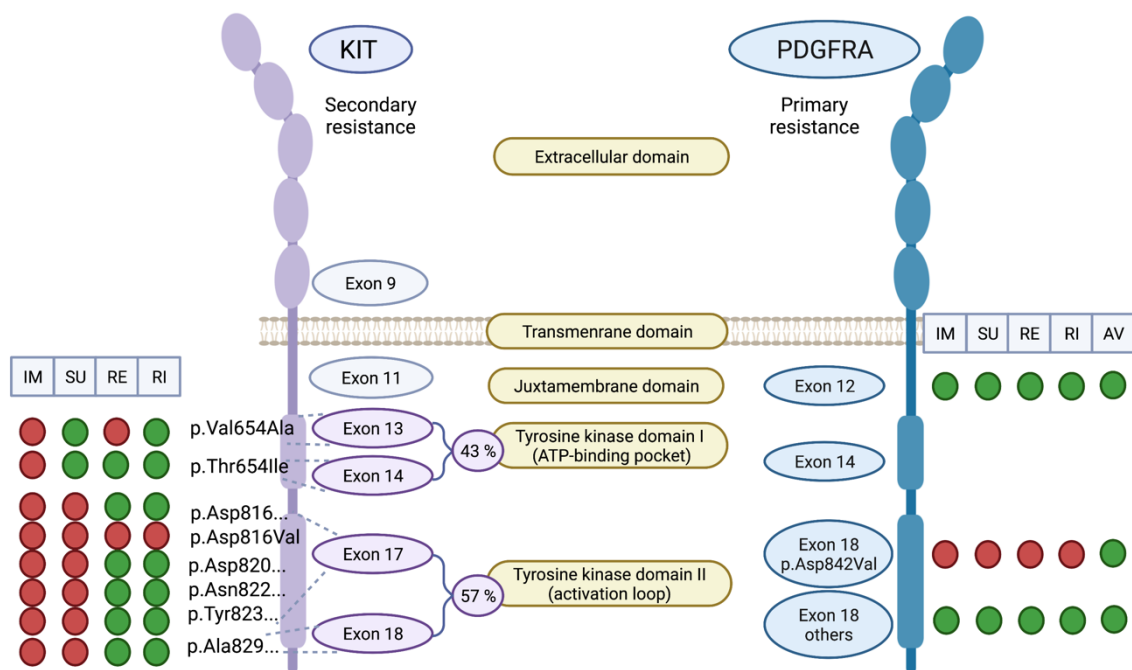 KIT
PDGFRA
Secondary
resistance
Primary
resistance
Extracellular domain
Exon 9
Transmenrane domain
IM SU RE RI AV
IM SU RE RI
Exon 11
Juxtamembrane domain
Exon 12
p.Val654Ala
Exon 13
43 %
Tyrosine kinase domain I
(ATP-binding pocket)
p.Thr654Ile
Exon 14
Exon 14
p.Asp816...
p.Asp816Val
Exon 17
Exon 18
p.Asp842Val
p.Asp820...
p.Asn822...
57 %
Tyrosine kinase domain II
(activation loop)
p.Tyr823...
Exon 18
Exon 18
others
p.Ala829...